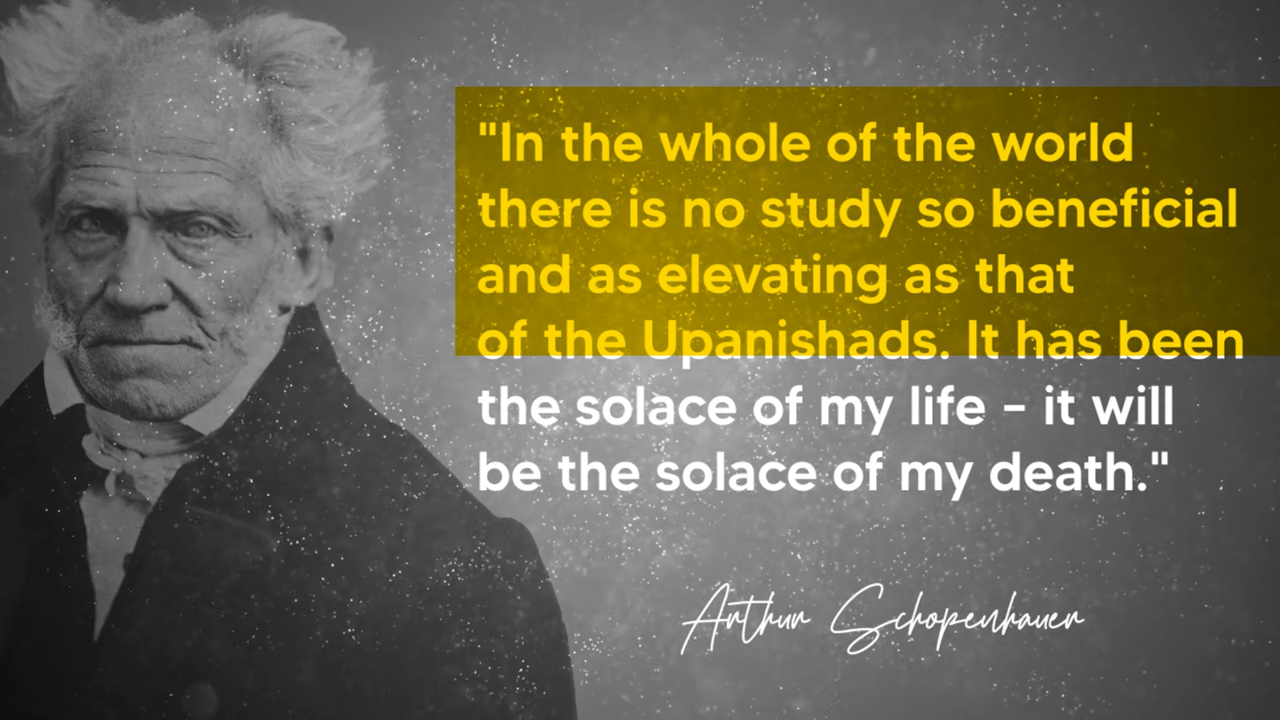 "In the whole of the world
there is no study so beneficial
and as elevating as that
of the Upanishads. It has been
the solace of my life – it will
be the solace of my death."
Arthur Schopenhauer